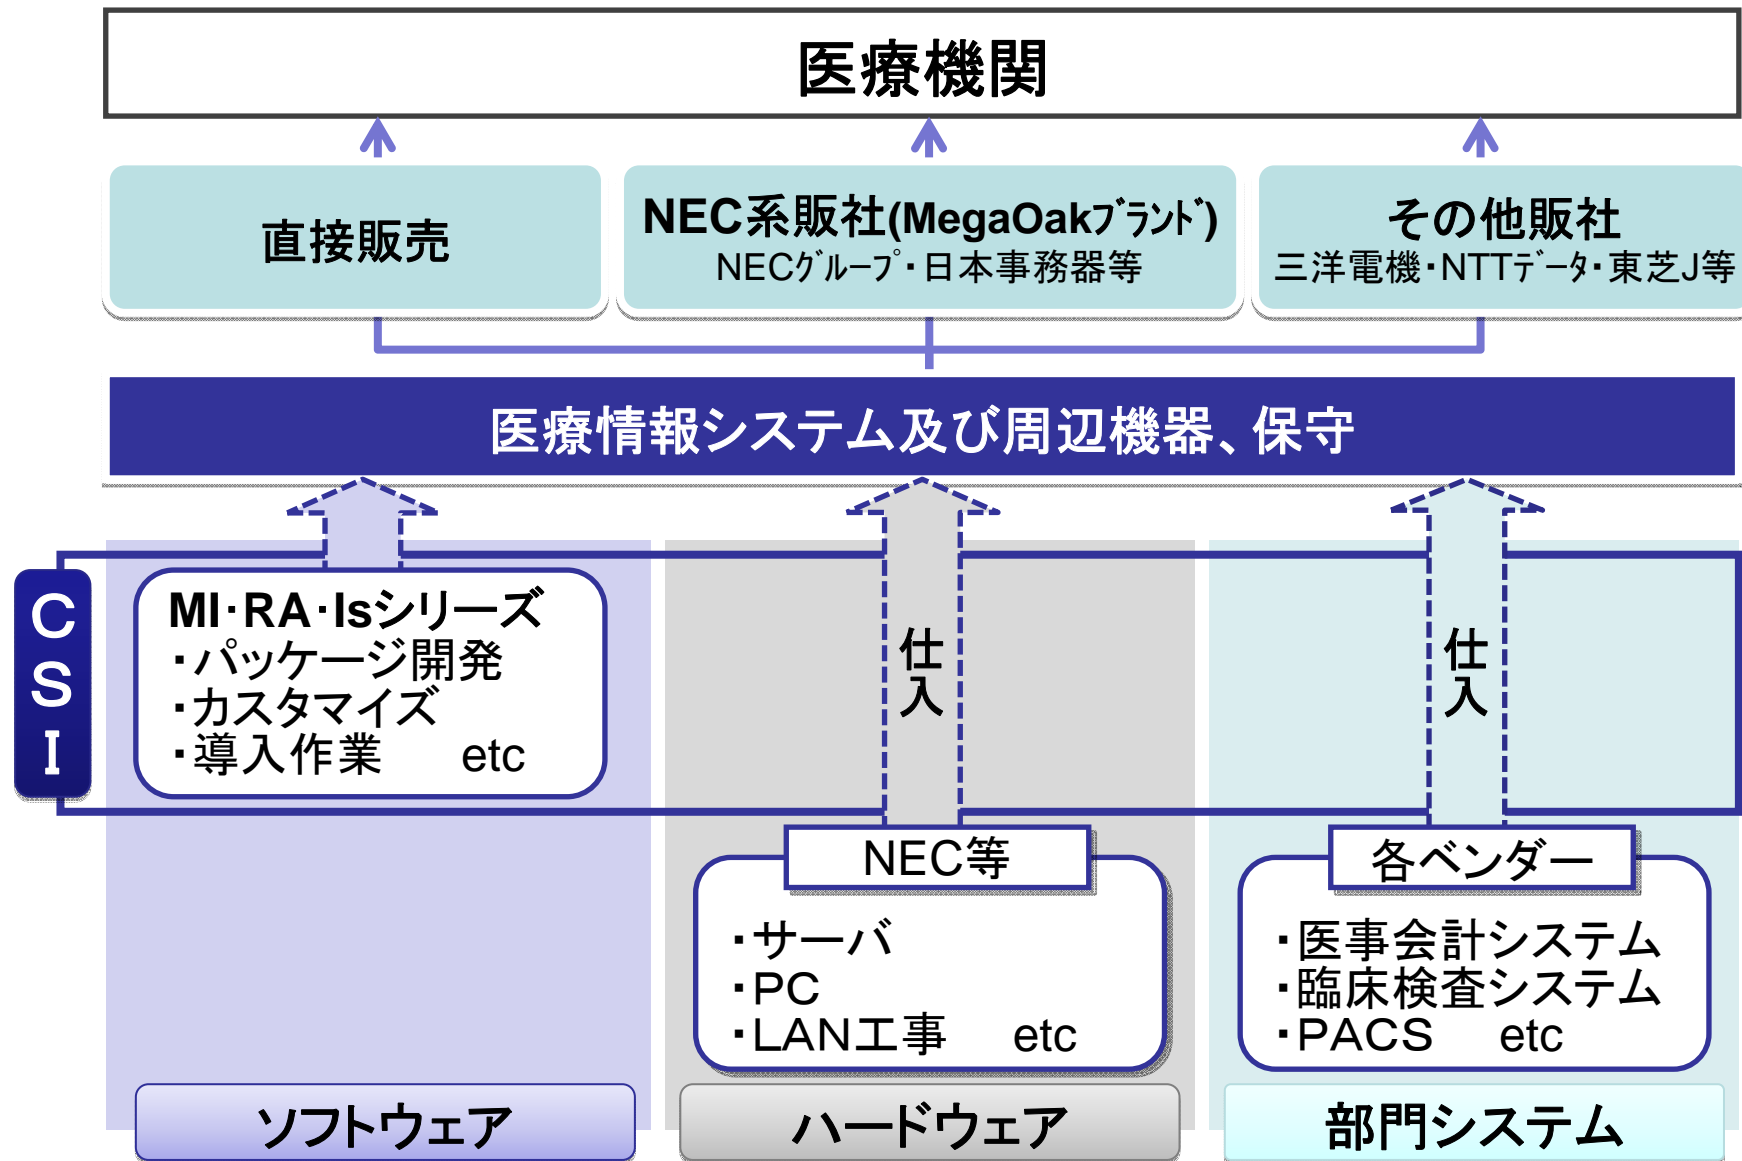 医療機関
直接販売
NEC系販社(MegaOakﾌﾞﾗﾝﾄﾞ)
NECｸﾞﾙｰﾌﾟ・日本事務器等
その他販社
三洋電機・NTTﾃﾞｰﾀ・東芝J等
医療情報システム及び周辺機器、保守
CSI
MI・RA・Isシリーズ
・パッケージ開発
・カスタマイズ
・導入作業 etc
仕入
仕入
NEC等
・サーバ
・PC
・LAN工事 etc
各ベンダー
・医事会計システム
・臨床検査システム
・PACS etc
ソフトウェア
ハードウェア
部門システム